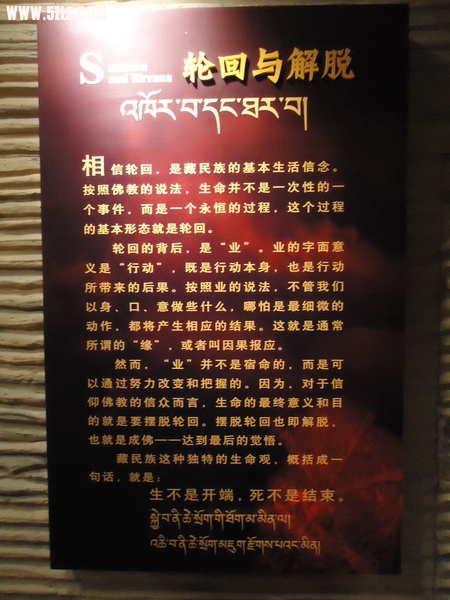 轮回与解脱
Samsara
and Nirvana
འཁོར་བ་དང་ཐར་པ།
相信轮回,是藏民族的基本生活信念。
按照佛教的说法,生命并不是一次性的一
个事件,而是一个永恒的过程,这个过程
的基本形态就是轮回。
轮回的背后,是“业”。业的字面意
义是“行动”,既是行动本身,也是行动
所带来的后果。按照业的说法,不管我们
以身、口、意做些什么,哪怕是最细微的
动作,都将产生相应的结果。这就是通常
所谓的“缘”,或者叫因果报应。
然而,“业”并不是宿命的,而是可
以通过努力改变和把握的。因为,对于信
仰佛教的信众而言,生命的最终意义和目
的就是要摆脱轮回。摆脱轮回也即解脱,
也就是成佛——达到最后的觉悟。
藏民族这种独特的生命观,概括成一
句话,就是:
生不是开端,死不是结束。
སྐྱེ་བ་ནི་ཚེ་སྲོག་གི་ཐོག་མ་མིན་ལ།
འཆི་བ་ནི་ཚེ་སྲོག་མཇུག་རྫོགས་པའང་མིན།